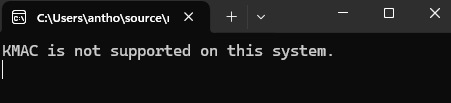 C:\Users\antho\source\r
KMAC is not supported on this system.